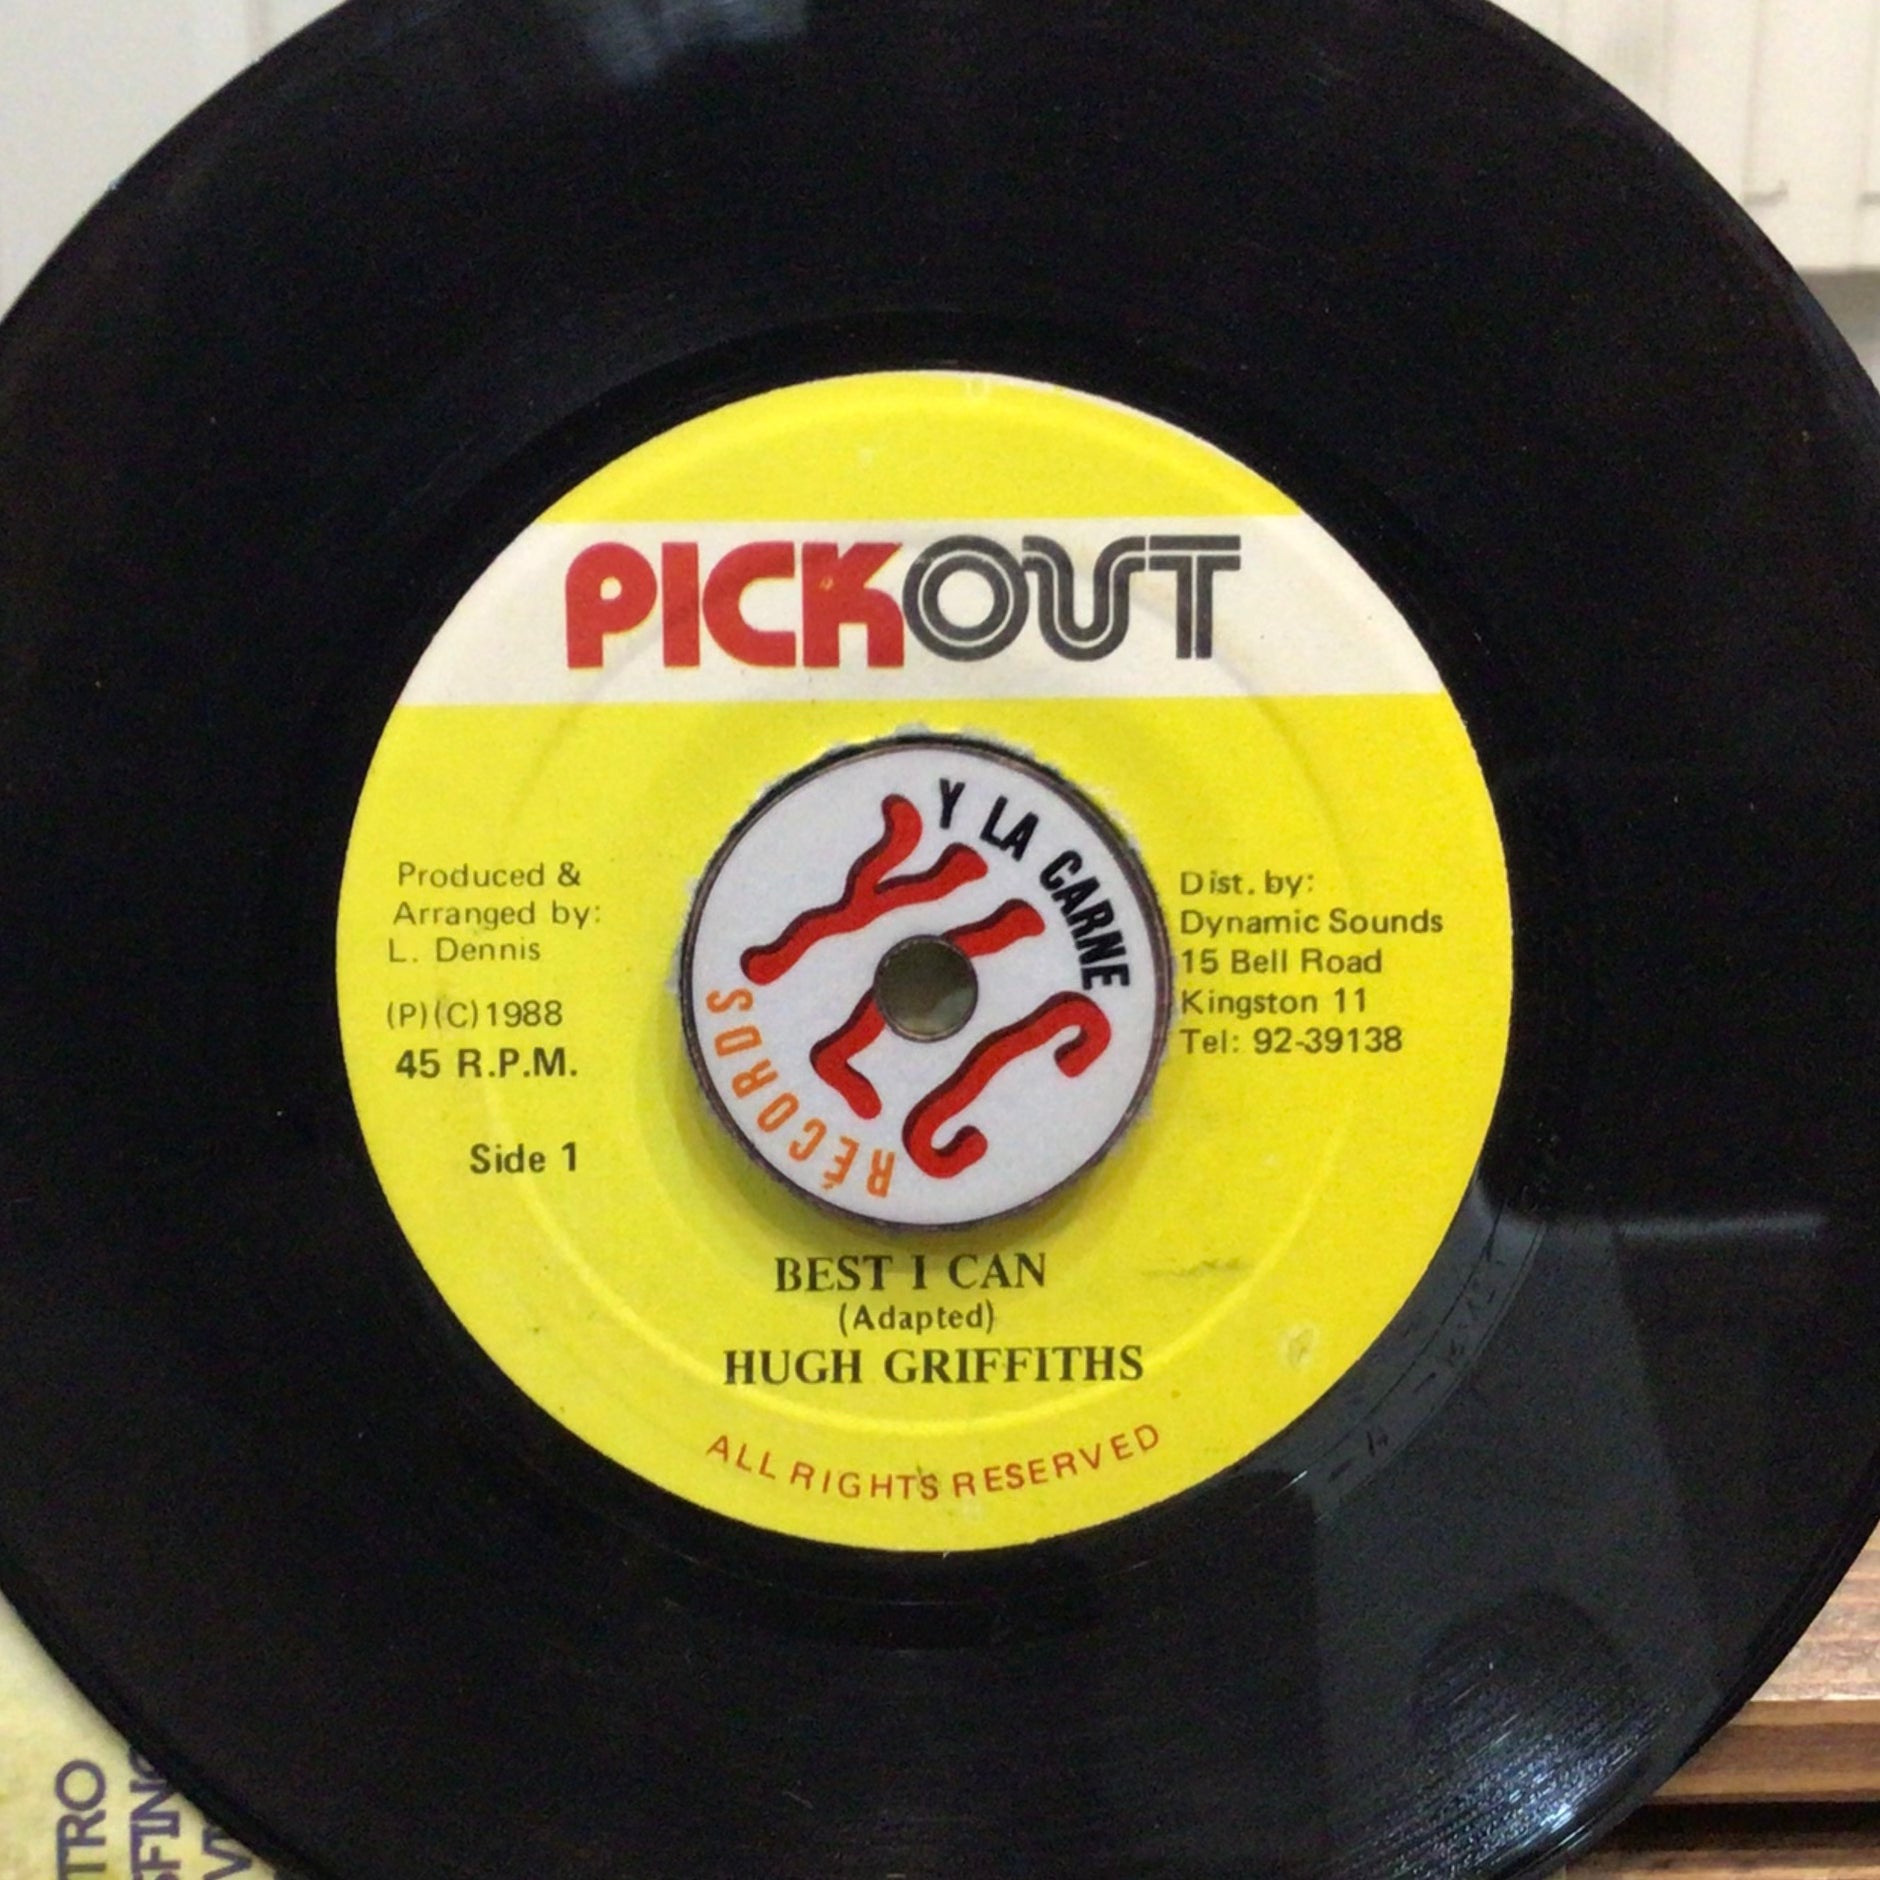 PICKOUT
Produced &
Arranged by:
L. Dennis
(P)(C)1988
45 R.P.M.
Side 1
Y LA CARNE
YLC
RÉCORDS
Dist. by:
Dynamic Sounds
15 Bell Road
Kingston 11
Tel: 92-39138
BEST I CAN
(Adapted)
HUGH GRIFFITHS
ALL RIGHTS RESERVED